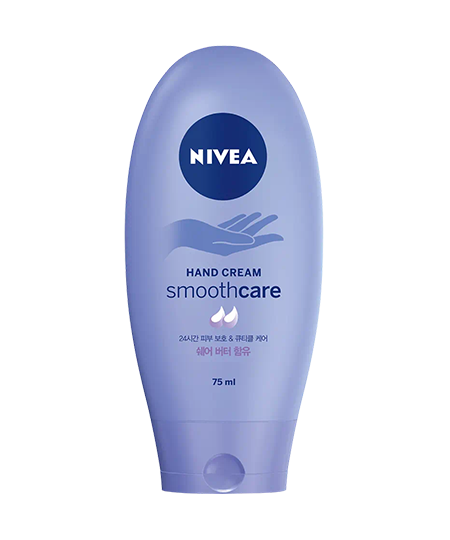 NIVEA
HAND CREAM
smoothcare
24시간 피부 보호 & 큐티클 케어
쉐어 버터 함유
75 ml